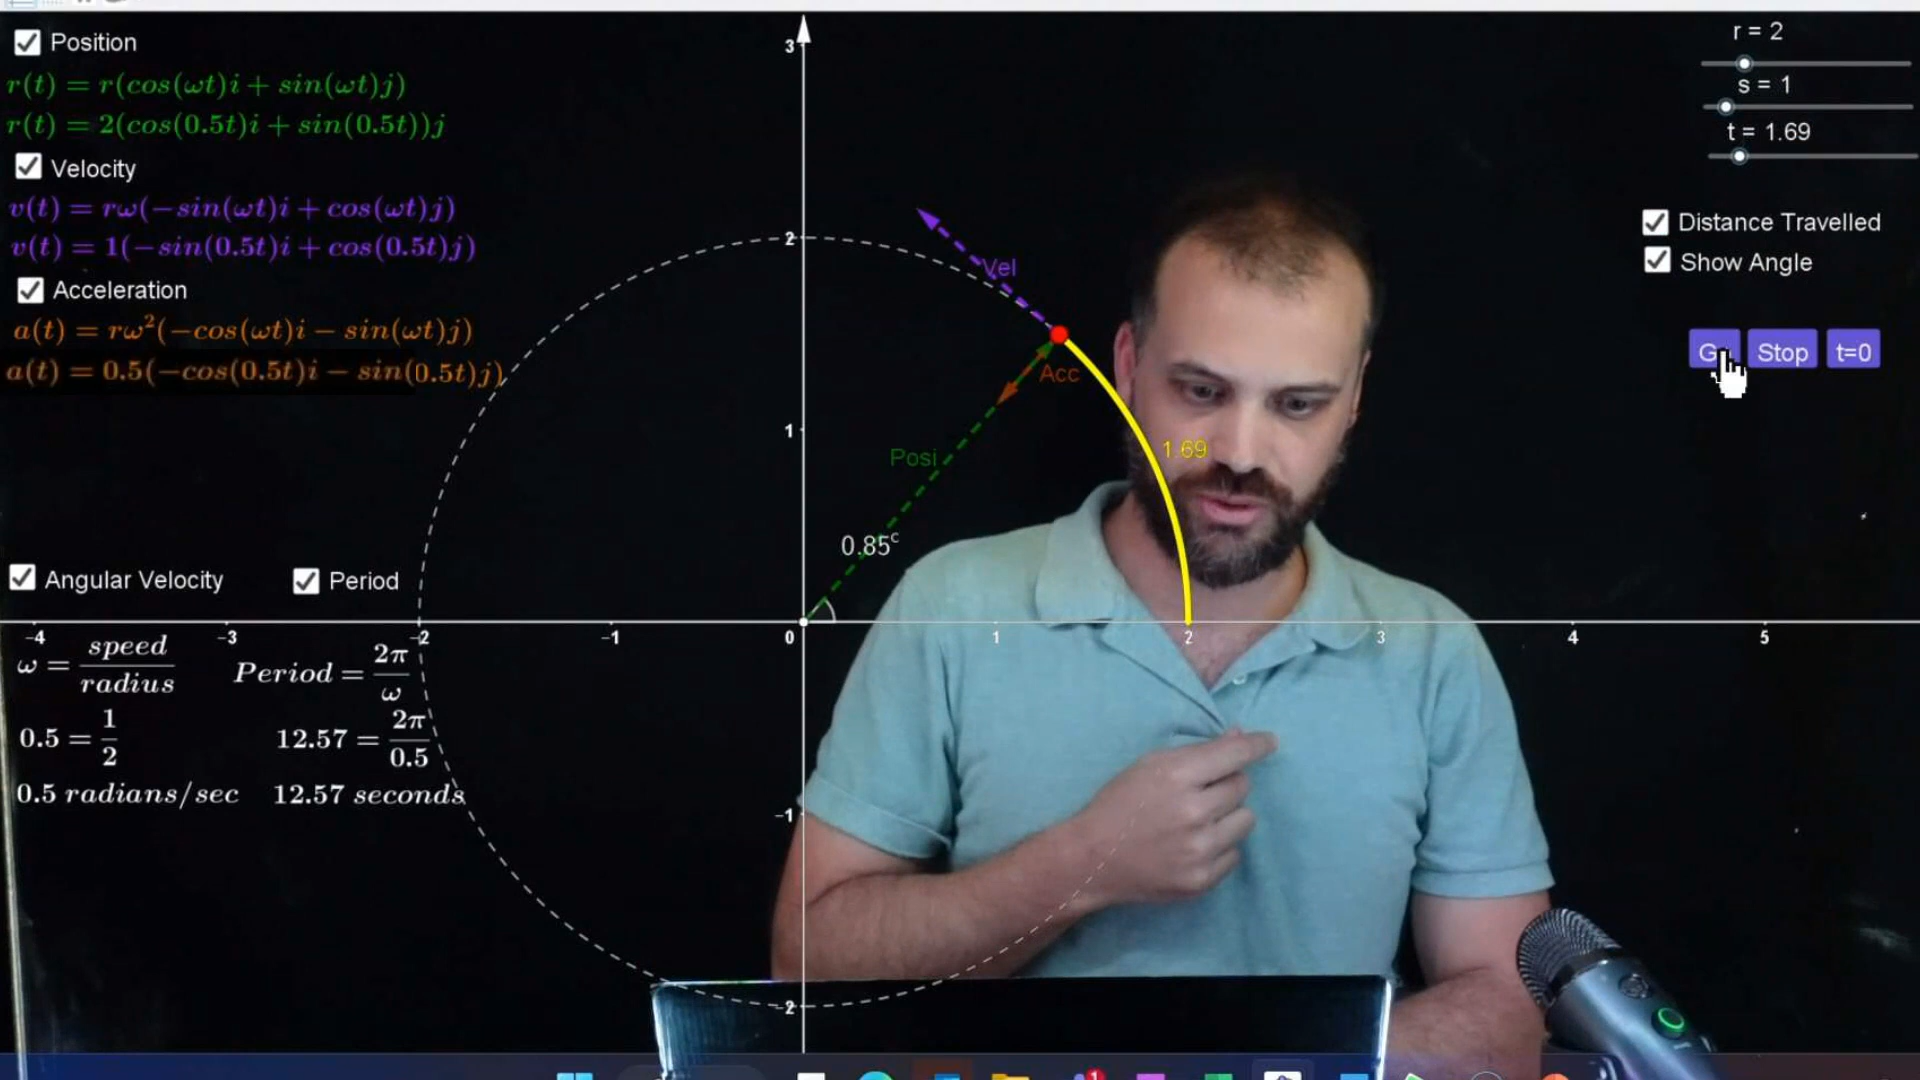 Position
r(t) = r(cos(ωt)i + sin(ωt)j)
r(t) = 2(cos(0.5t)i + sin(0.5t))j
Velocity
v(t) = rω(−sin(ωt)i + cos(ωt)j)
v(t) = 1(−sin(0.5t)i + cos(0.5t)j)
Acceleration
a(t) = rω²(−cos(ωt)i − sin(ωt)j)
a(t) = 0.5(−cos(0.5t)i − sin(0.5t)j)
r = 2
s = 1
t = 1.69
Distance Travelled
Show Angle
Stop
t=0
3
2
1
Vel
Acc
Posi
1.69
0.85ᶜ
Angular Velocity
Period
−4 −3 −2 −1 0 1 2 3 4 5
ω = speed / radius
Period = 2π / ω
0.5 = 1 / 2
12.57 = 2π / 0.5
0.5 radians/sec
12.57 seconds
−1
−2
1